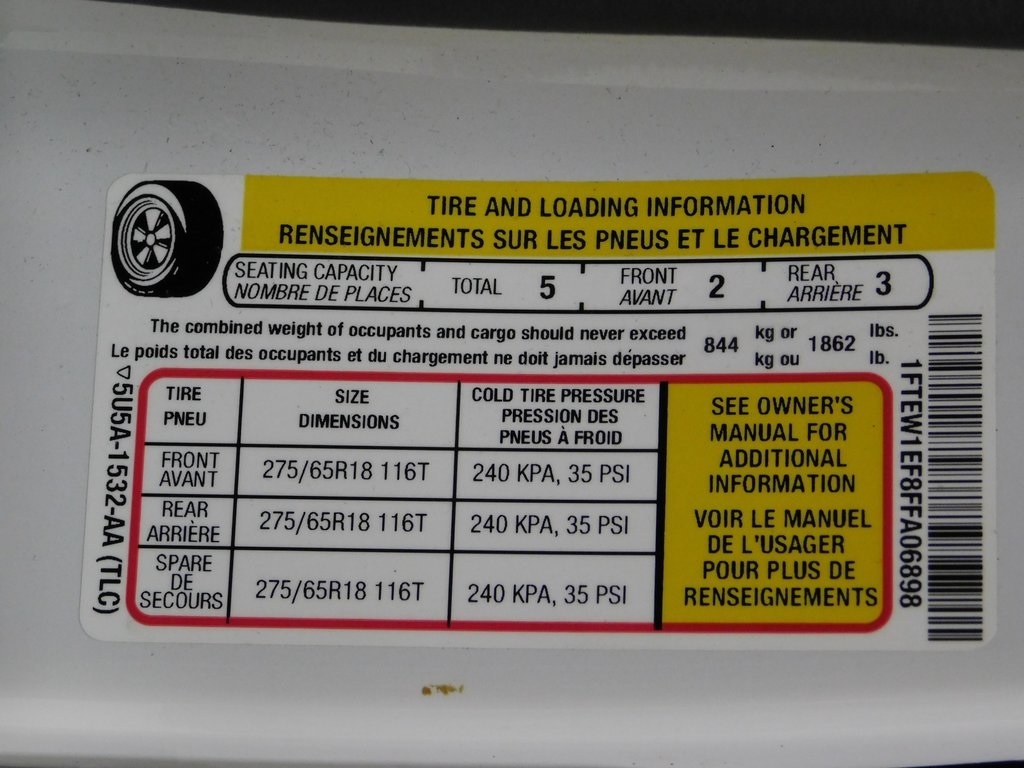 TIRE AND LOADING INFORMATION
RENSEIGNEMENTS SUR LES PNEUS ET LE CHARGEMENT
SEATING CAPACITY
NOMBRE DE PLACES
TOTAL 5
FRONT
AVANT
2
REAR
ARRIÈRE
3
The combined weight of occupants and cargo should never exceed
Le poids total des occupants et du chargement ne doit jamais dépasser
844
kg or
kg ou
1862
lbs.
lb.
TIRE
PNEU
SIZE
DIMENSIONS
COLD TIRE PRESSURE
PRESSION DES
PNEUS À FROID
FRONT
AVANT
275/65R18 116T
240 KPA, 35 PSI
REAR
ARRIÈRE
275/65R18 116T
240 KPA, 35 PSI
SPARE
DE
SECOURS
275/65R18 116T
240 KPA, 35 PSI
SEE OWNER'S
MANUAL FOR
ADDITIONAL
INFORMATION
VOIR LE MANUEL
DE L'USAGER
POUR PLUS DE
RENSEIGNEMENTS
▽5U5A-1532-AA (TLC)
1FTEW1EF8FFA06898